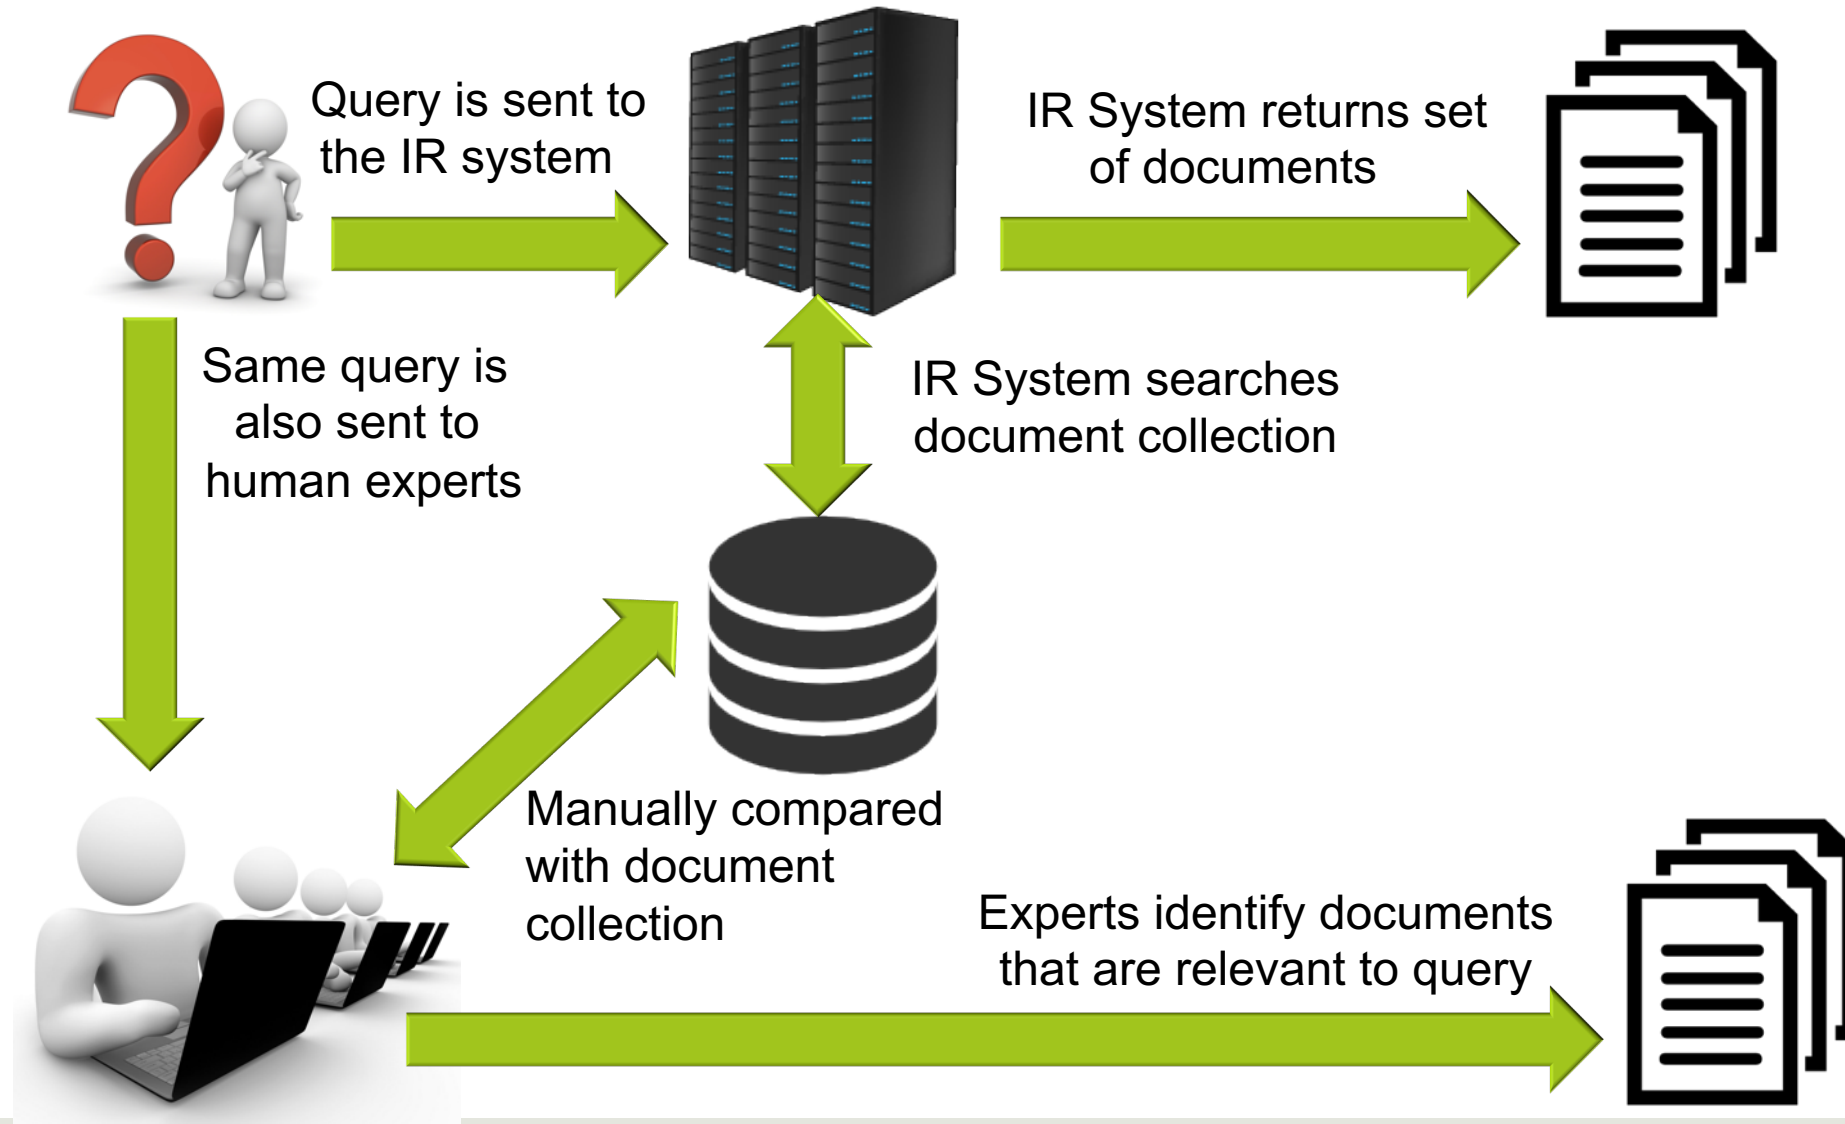 Query is sent to
the IR system
IR System returns set
of documents
Same query is
also sent to
human experts
IR System searches
document collection
Manually compared
with document
collection
Experts identify documents
that are relevant to query